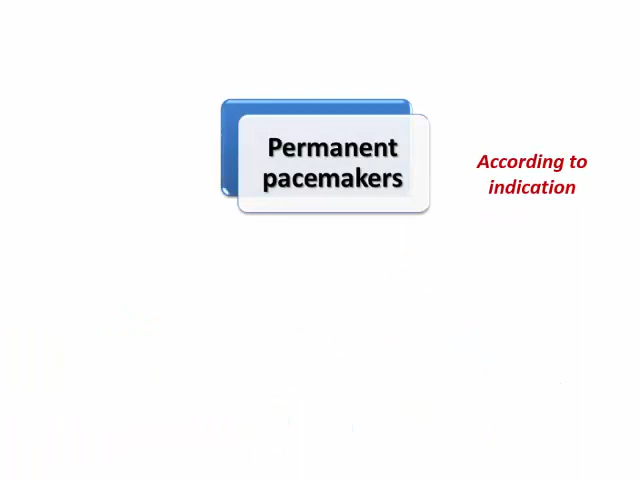 Permanent
pacemakers
According to
indication